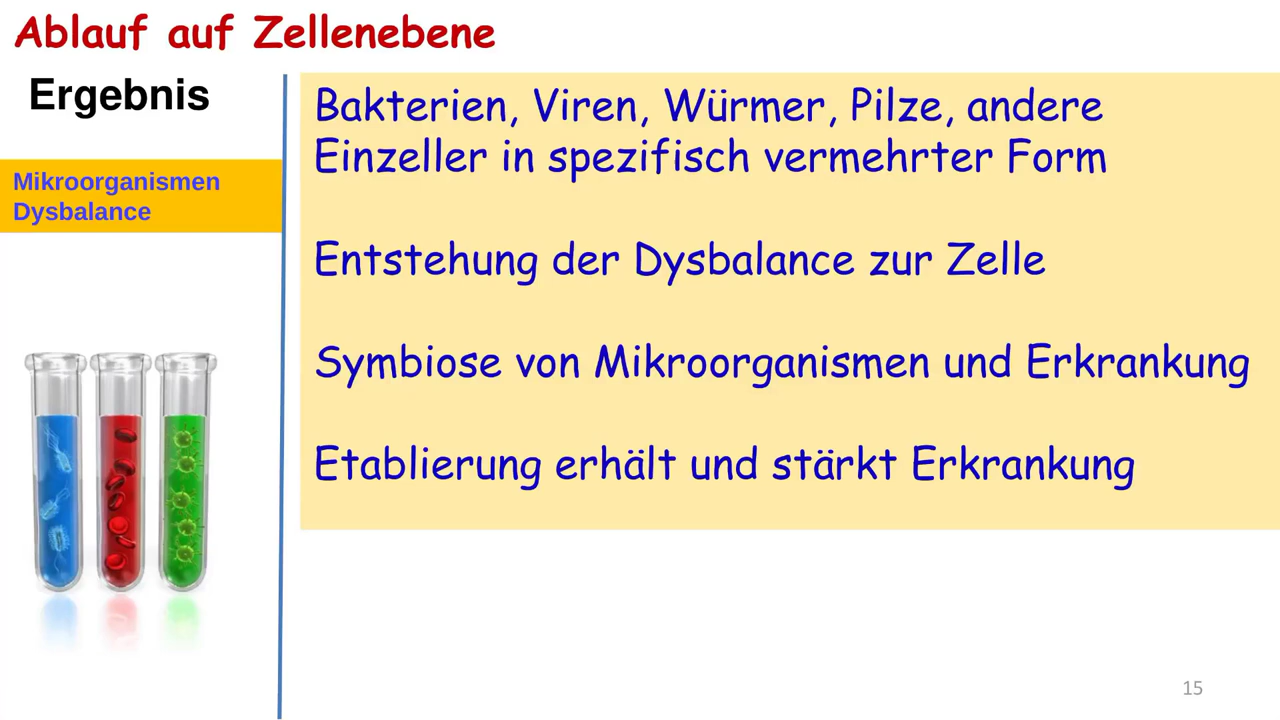 Ablauf auf Zellenebene
Ergebnis
Mikroorganismen
Dysbalance
Bakterien, Viren, Würmer, Pilze, andere
Einzeller in spezifisch vermehrter Form
Entstehung der Dysbalance zur Zelle
Symbiose von Mikroorganismen und Erkrankung
Etablierung erhält und stärkt Erkrankung
15